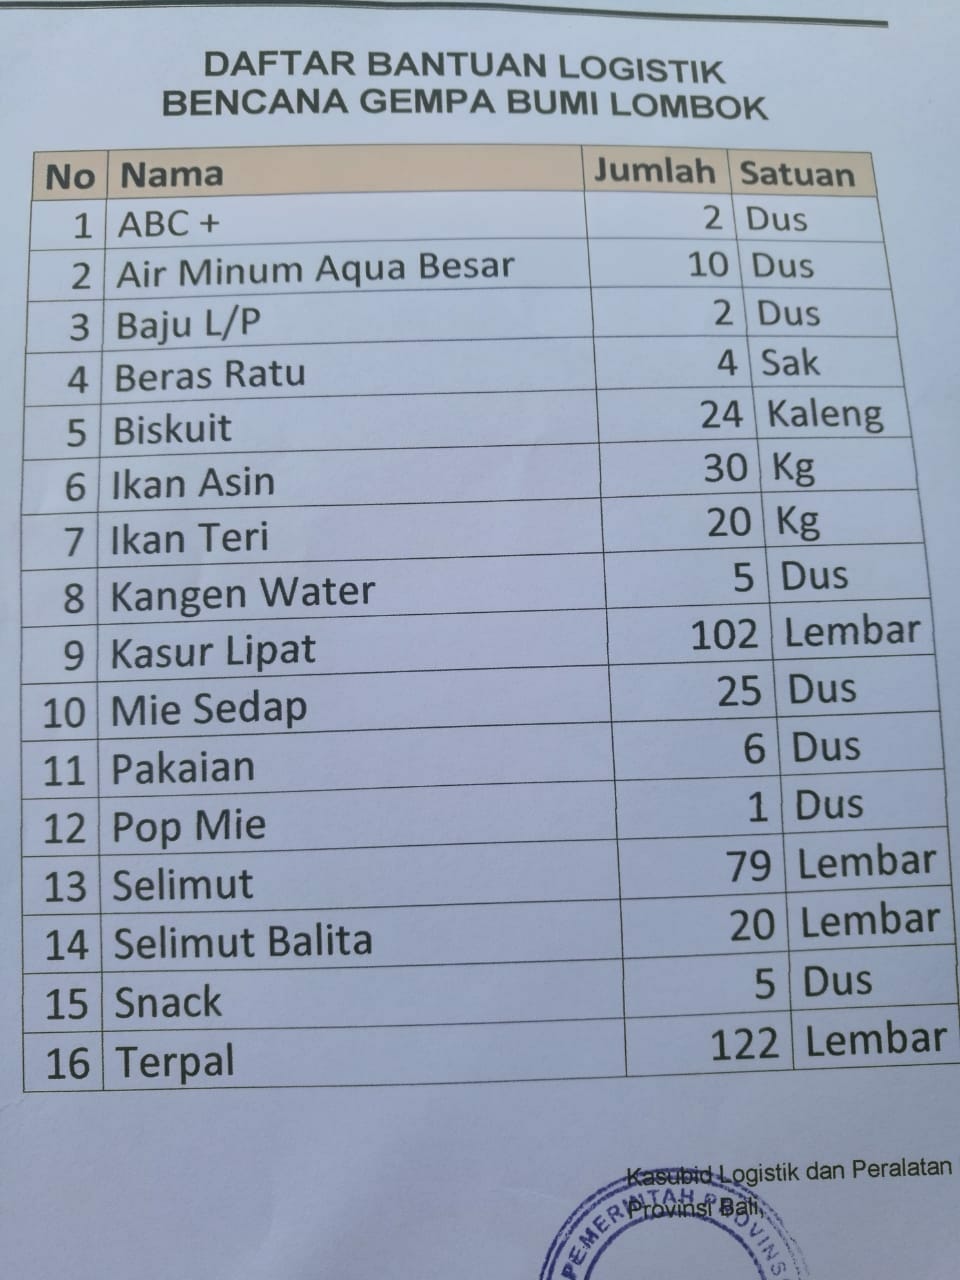 DAFTAR BANTUAN LOGISTIK
BENCANA GEMPA BUMI LOMBOK
No Nama Jumlah Satuan
1 ABC + 2 Dus
2 Air Minum Aqua Besar 10 Dus
3 Baju L/P 2 Dus
4 Beras Ratu 4 Sak
5 Biskuit 24 Kaleng
6 Ikan Asin 30 Kg
7 Ikan Teri 20 Kg
8 Kangen Water 5 Dus
9 Kasur Lipat 102 Lembar
10 Mie Sedap 25 Dus
11 Pakaian 6 Dus
12 Pop Mie 1 Dus
13 Selimut 79 Lembar
14 Selimut Balita 20 Lembar
15 Snack 5 Dus
16 Terpal 122 Lembar
Kasubid Logistik dan Peralatan
Provinsi Bali,
PEMERINTAH PROVINS